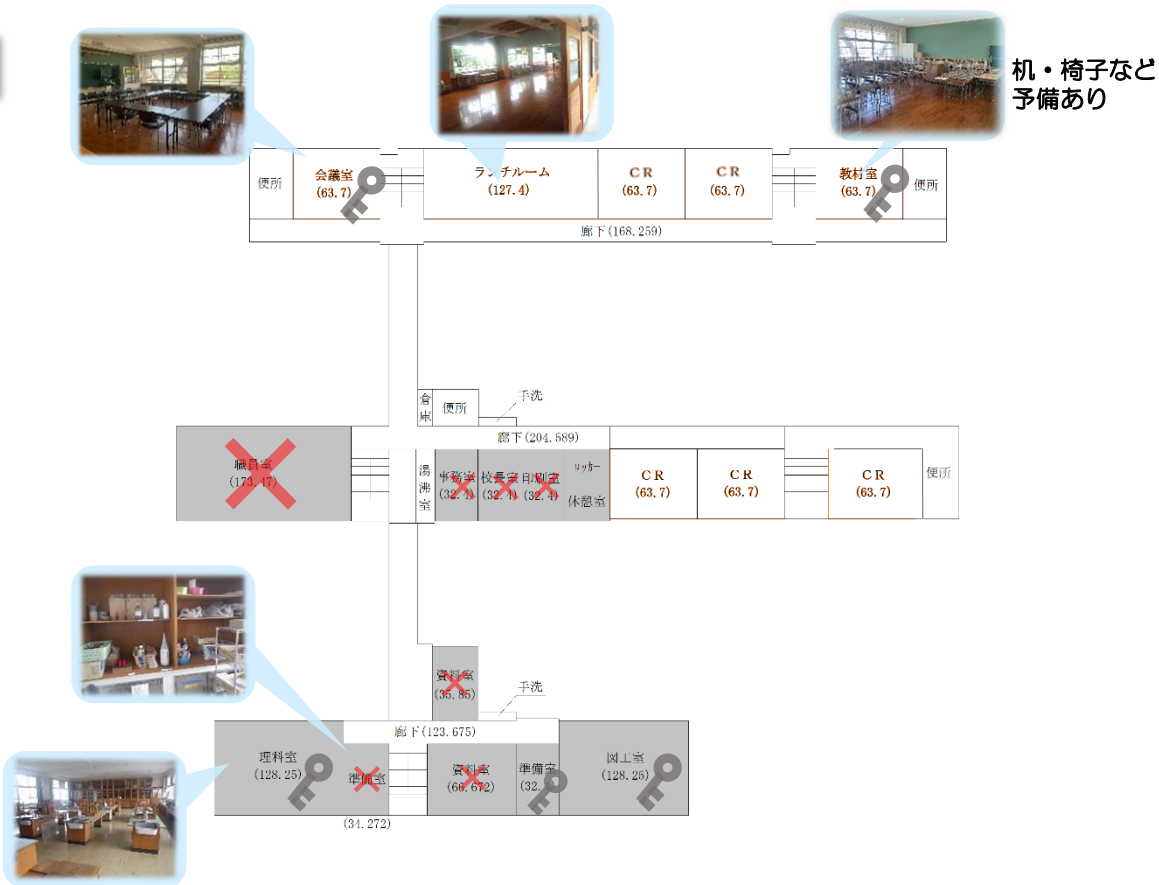 机・椅子など
予備あり
便所
会議室
(63.7)
ランチルーム
(127.4)
CR
(63.7)
CR
(63.7)
教材室
(63.7)
便所
廊下(168.259)
倉庫
便所
手洗
廊下(204.589)
職員室
(173.47)
湯沸室
事務室
(32.4)
校長室
(32.4)
印刷室
(32.4)
ロッカー
休憩室
CR
(63.7)
CR
(63.7)
CR
(63.7)
便所
資料室
(35.85)
手洗
廊下(123.675)
理科室
(128.25)
準備室
(34.272)
資料室
(66.672)
準備室
(32.
図工室
(128.25)